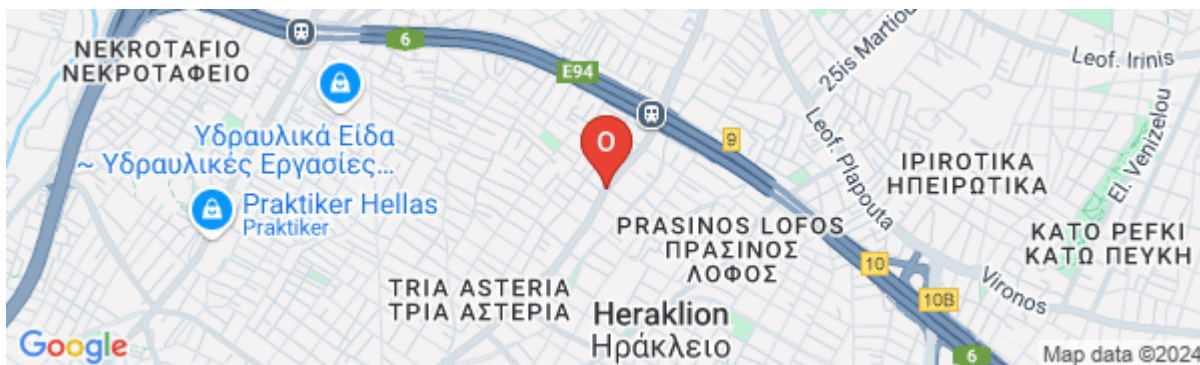 NEKROTAFIO
ΝΕΚΡΟΤΑΦΕΙΟ
6
E94
25is Martiou
Leof. Irinis
Υδραυλικά Είδα
~ Υδραυλικές Εργασίες...
O
9
Leof. Plapouta
IPIROTIKA
ΗΠΕΙΡΩΤΙΚΑ
El. Venizelou
Praktiker Hellas
Praktiker
PRASINOS LOFOS
ΠΡΑΣΙΝΟΣ
ΛΟΦΟΣ
KATO PEFKI
ΚΑΤΩ ΠΕΥΚΗ
10
Vironos
10B
TRIA ASTERIA
ΤΡΙΑ ΑΣΤΕΡΙΑ
Heraklion
Ηράκλειο
Google
6
Map data ©2024